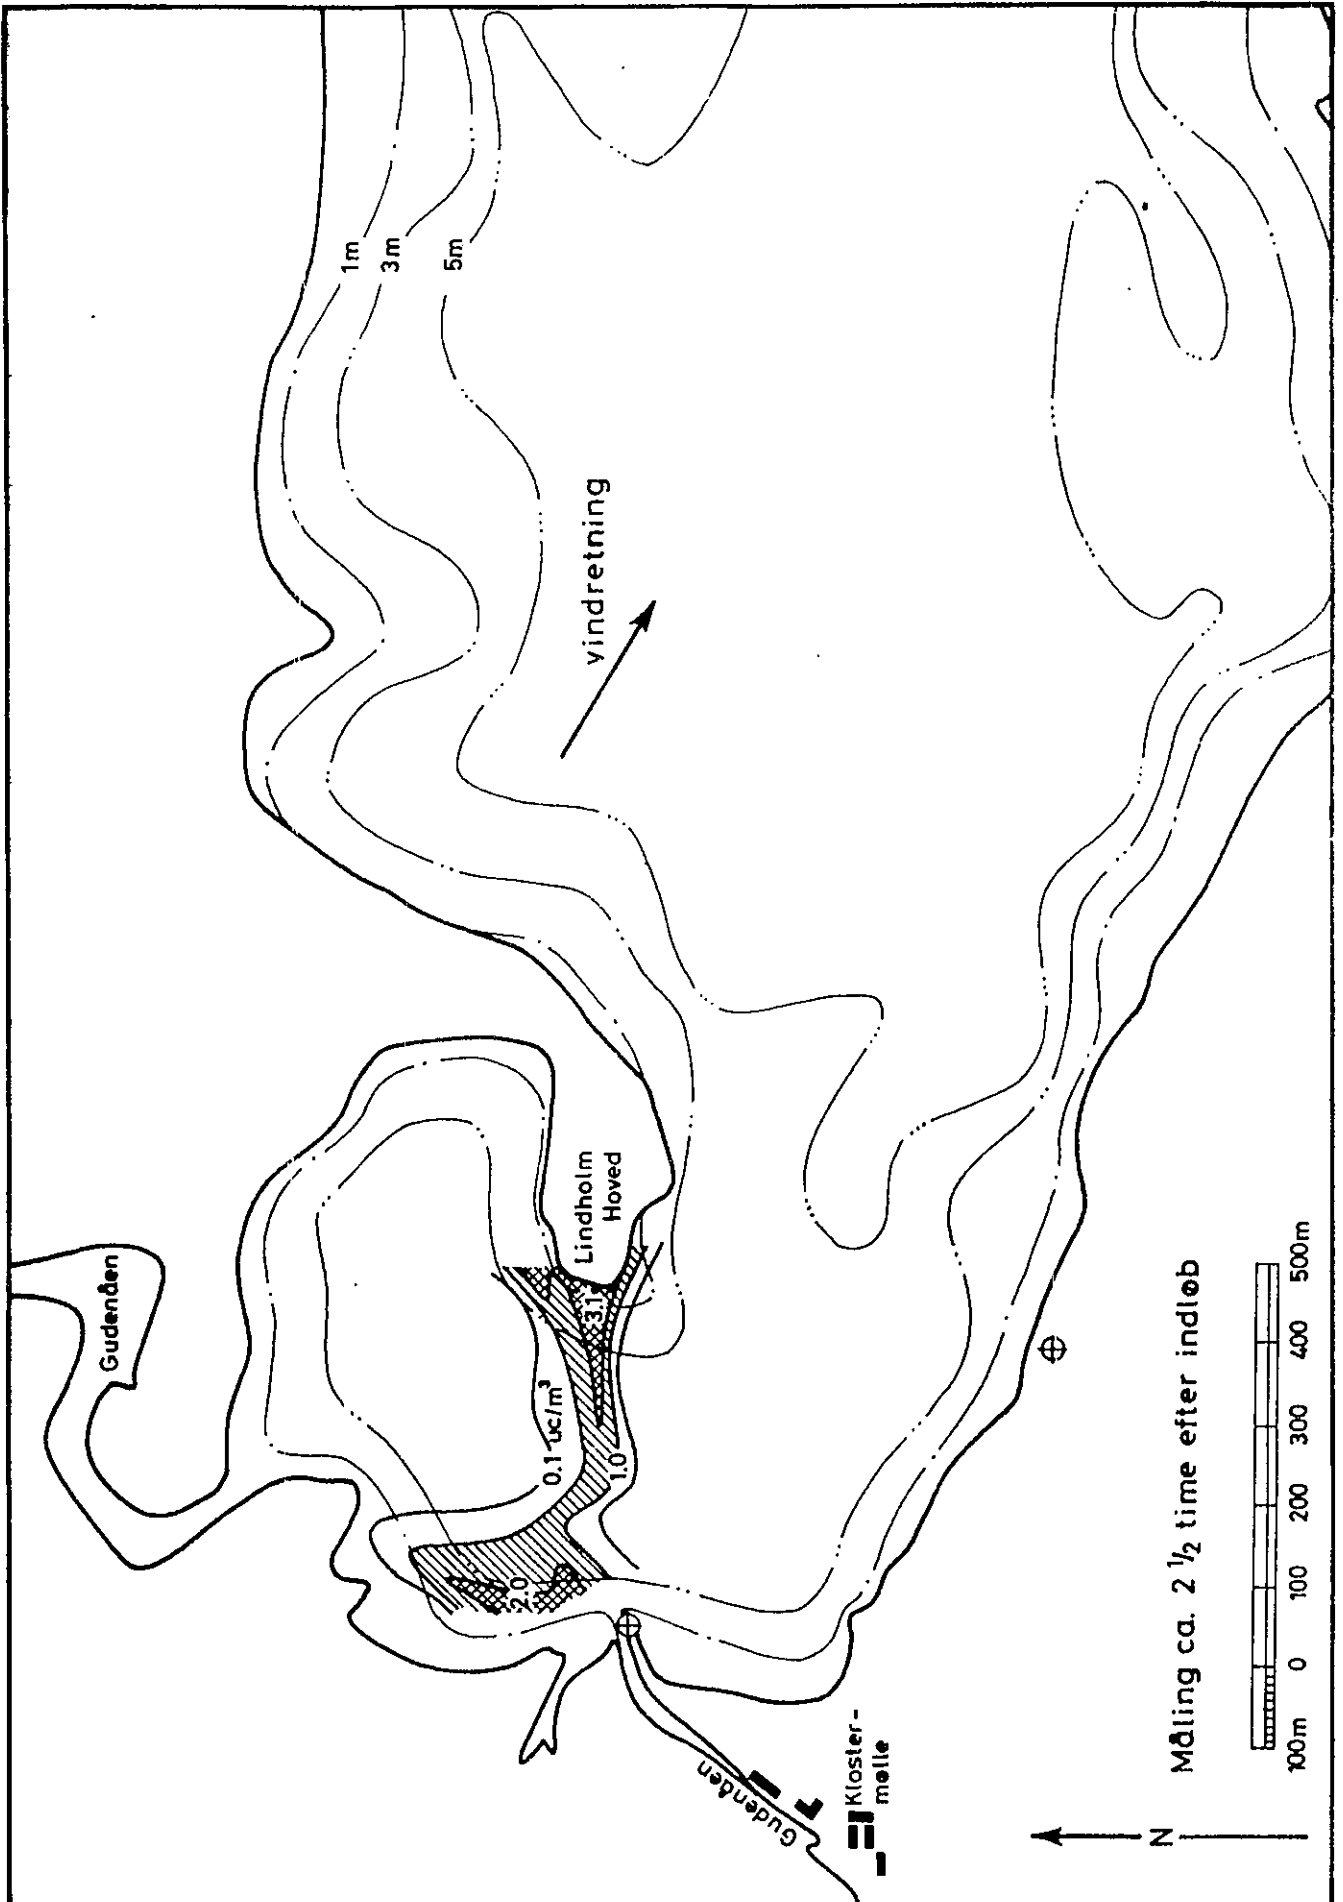 Gudenåen
1m
3m
5m
vindretning
Lindholm
Hoved
3.1
0.1 uc/m³
1.0
2.0
Gudenåen
Kloster-
mølle
N
Måling ca. 2 ½ time efter indløb
100m 0 100 200 300 400 500m